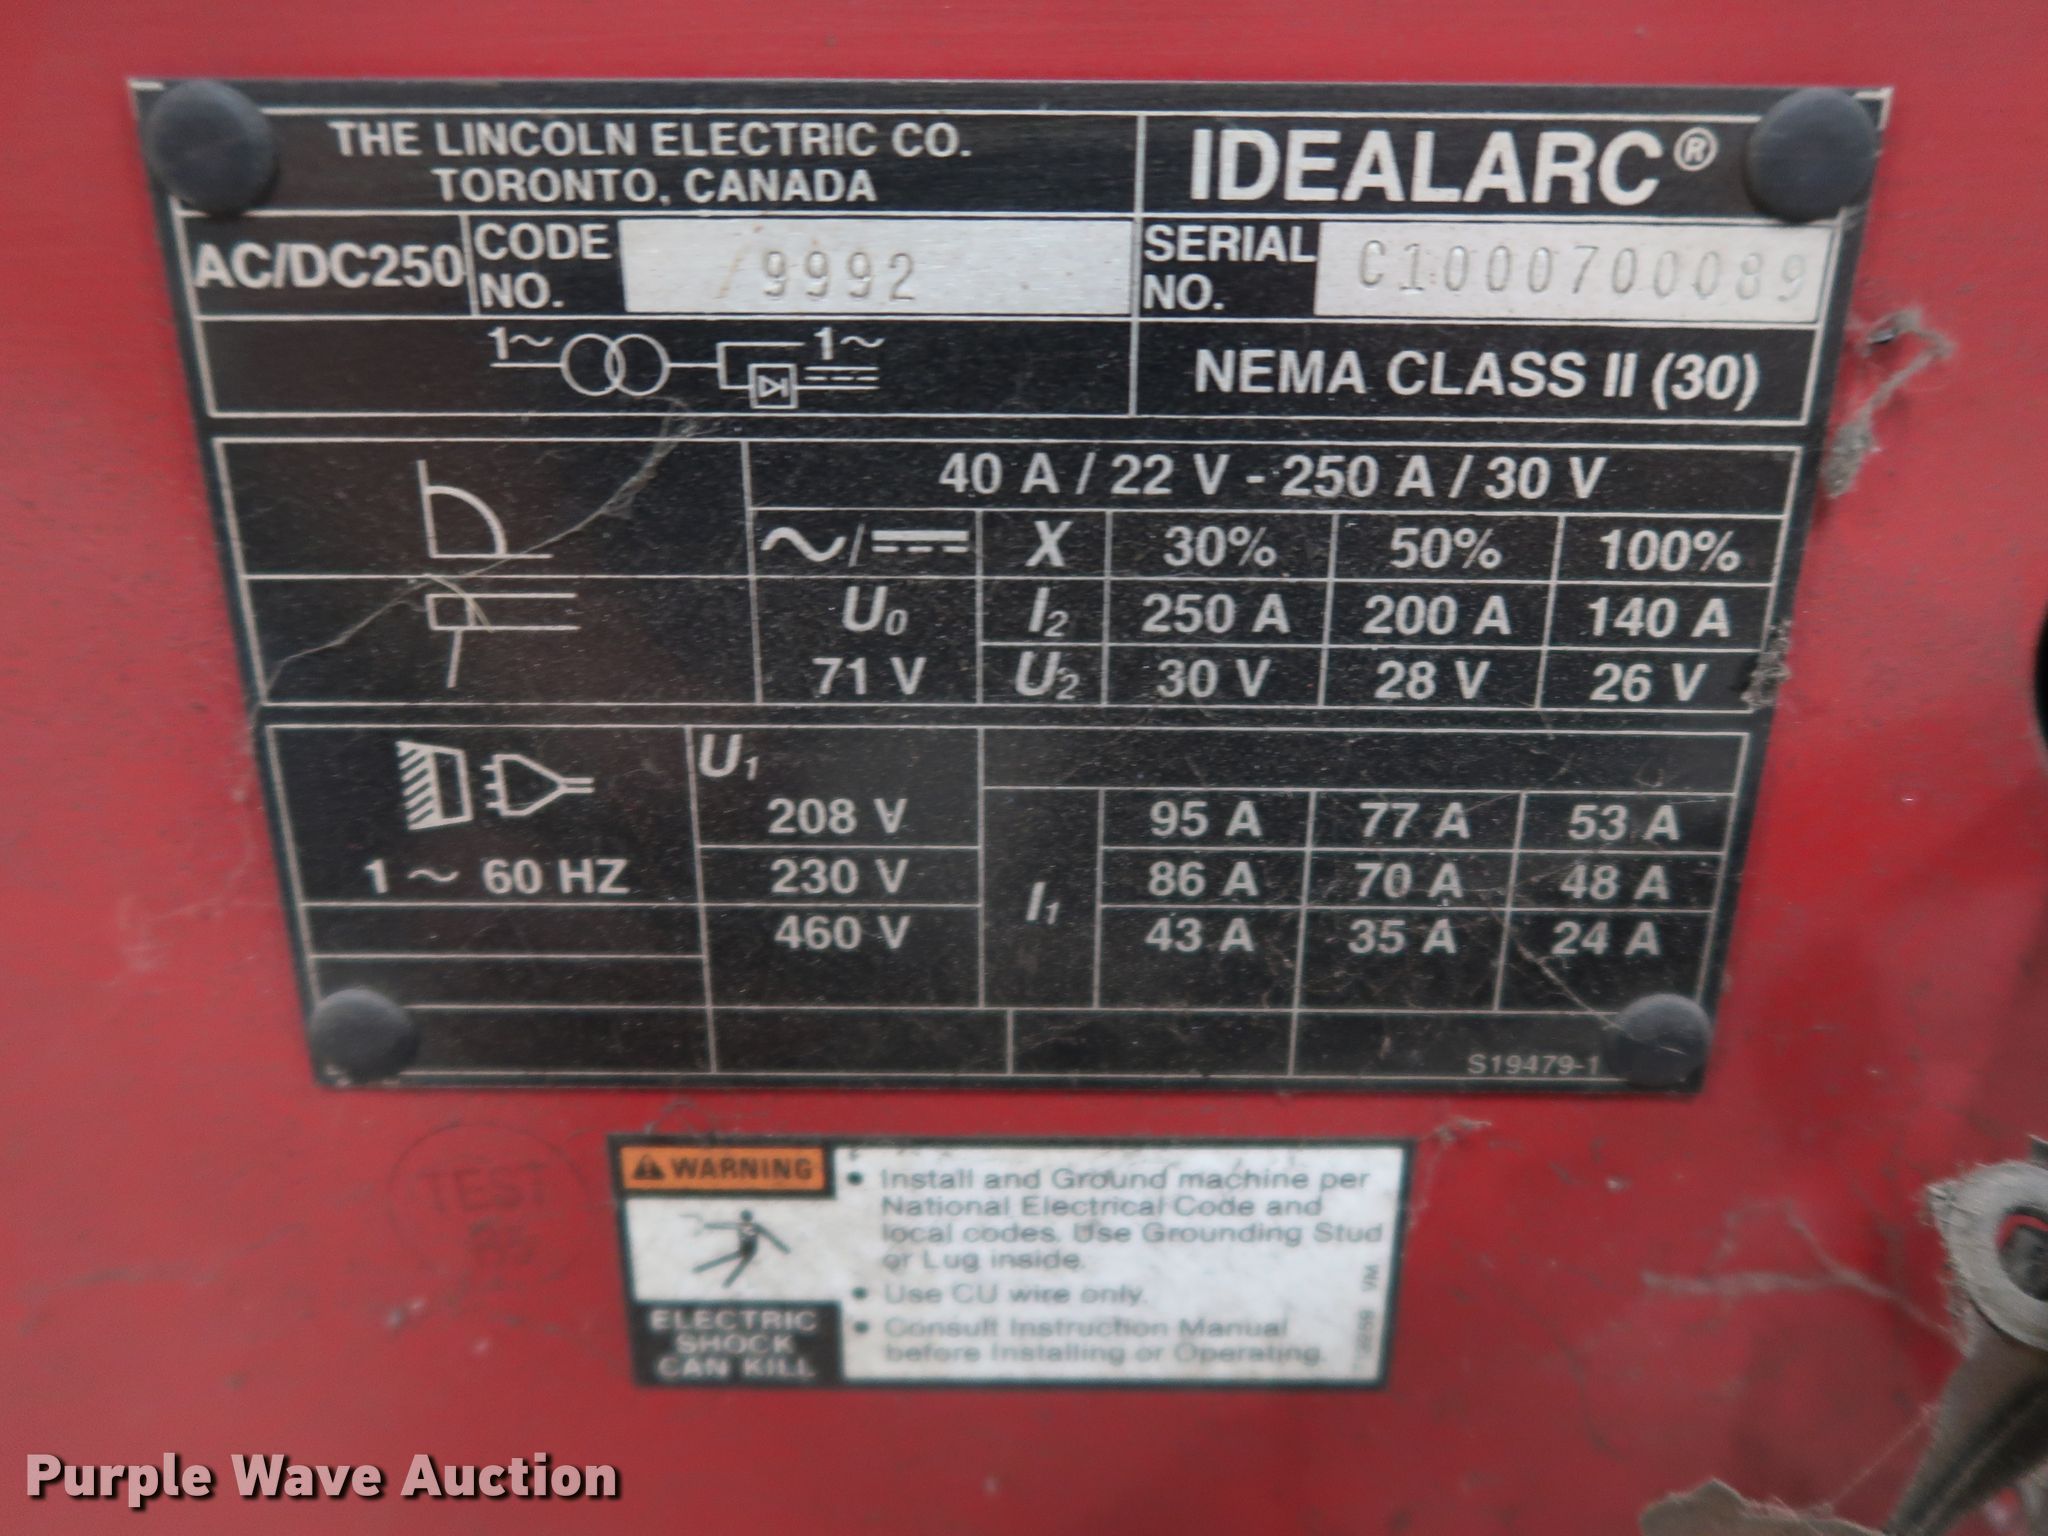 THE LINCOLN ELECTRIC CO.
TORONTO, CANADA
IDEALARC®
AC/DC250
CODE NO. 9992
SERIAL NO. C1000700089
1~ 1~
NEMA CLASS II (30)
40 A / 22 V - 250 A / 30 V
~/ X 30% 50% 100%
U0 I2 250 A 200 A 140 A
71 V U2 30 V 28 V 26 V
U1
208 V 95 A 77 A 53 A
1 ~ 60 HZ 230 V I1 86 A 70 A 48 A
460 V 43 A 35 A 24 A
S19479-1
TEST
WARNING
ELECTRIC
SHOCK
CAN KILL
• Install and Ground machine per
National Electrical Code and
local codes. Use Grounding Stud
or Lug inside.
• Use CU wire only.
• Consult Instruction Manual
before Installing or Operating.
VM
Purple Wave Auction